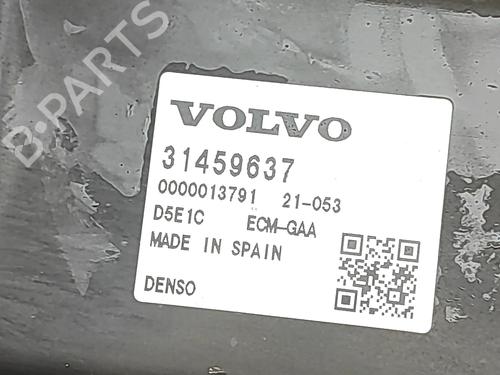 B-PARTS
VOLVO
31459637
0000013791 21-053
D5E1C ECM-GAA
MADE IN SPAIN
DENSO